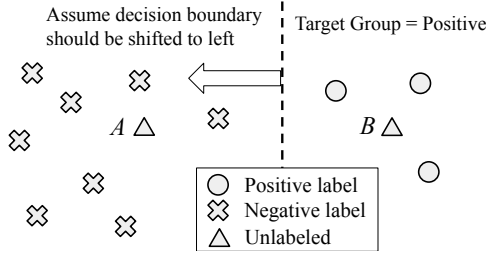 Assume decision boundary
should be shifted to left
Target Group = Positive
A
B
Positive label
Negative label
Unlabeled